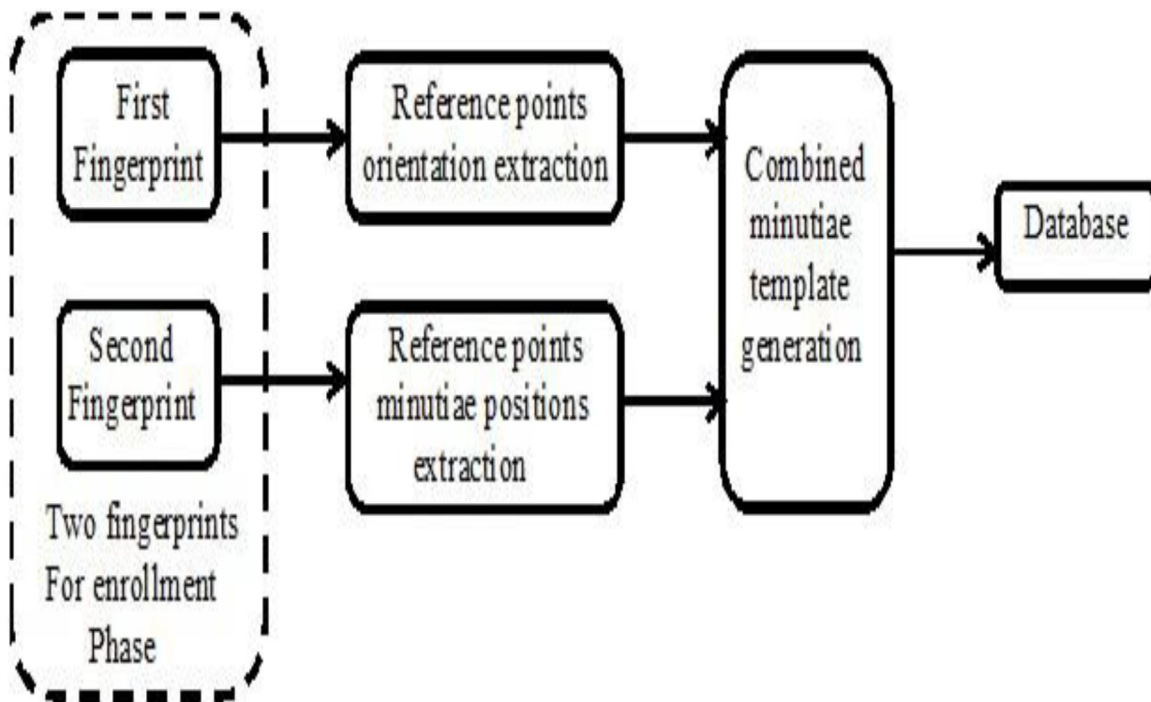 First
Fingerprint
Reference points
orientation extraction
Combined
minutiae
template
generation
Database
Second
Fingerprint
Reference points
minutiae positions
extraction
Two fingerprints
For enrollment
Phase